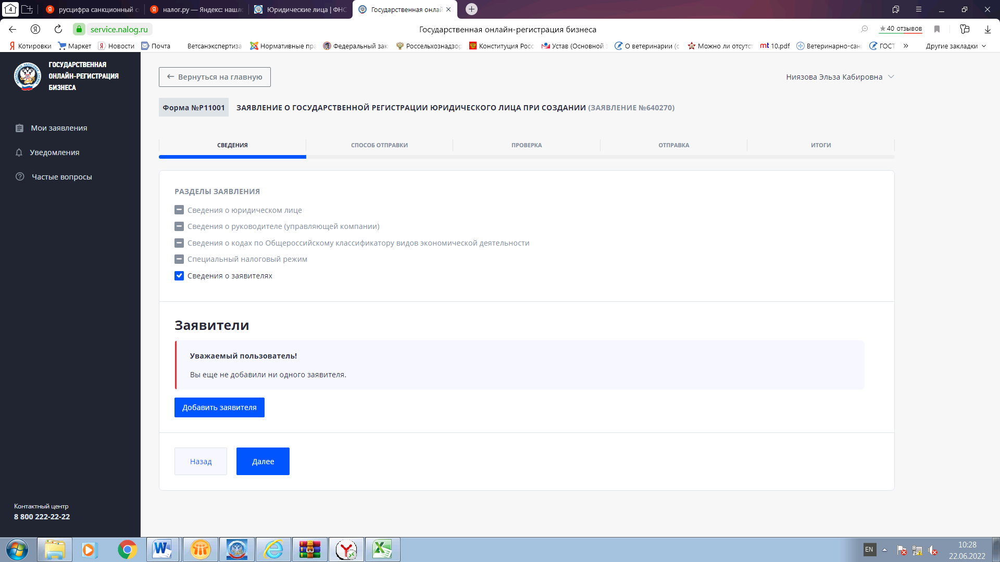 4
русцифра санкционный с
налог.ру — Яндекс: нашло
Юридические лица | ФНС
Государственная онлай
service.nalog.ru
Государственная онлайн-регистрация бизнеса
40 отзывов
Котировки
Маркет
Новости
Почта
Ветсанэкспертиза
Нормативные пра
Федеральный зак
Россельхознадзор
Конституция Росс
Устав (Основной з
О ветеринарии (с
Можно ли отсутст
mt 10.pdf
Ветеринарно-сан
ГОСТ
»
Другие закладки
ГОСУДАРСТВЕННАЯ
ОНЛАЙН-РЕГИСТРАЦИЯ
БИЗНЕСА
Вернуться на главную
Ниязова Эльза Кабировна
Форма №Р11001
ЗАЯВЛЕНИЕ О ГОСУДАРСТВЕННОЙ РЕГИСТРАЦИИ ЮРИДИЧЕСКОГО ЛИЦА ПРИ СОЗДАНИИ (ЗАЯВЛЕНИЕ №640270)
Мои заявления
Уведомления
Частые вопросы
СВЕДЕНИЯ
СПОСОБ ОТПРАВКИ
ПРОВЕРКА
ОТПРАВКА
ИТОГИ
РАЗДЕЛЫ ЗАЯВЛЕНИЯ
Сведения о юридическом лице
Сведения о руководителе (управляющей компании)
Сведения о кодах по Общероссийскому классификатору видов экономической деятельности
Специальный налоговый режим
Сведения о заявителях
Заявители
Уважаемый пользователь!
Вы еще не добавили ни одного заявителя.
Добавить заявителя
Назад
Далее
Контактный центр
8 800 222-22-22
EN
10:28
22.06.2022